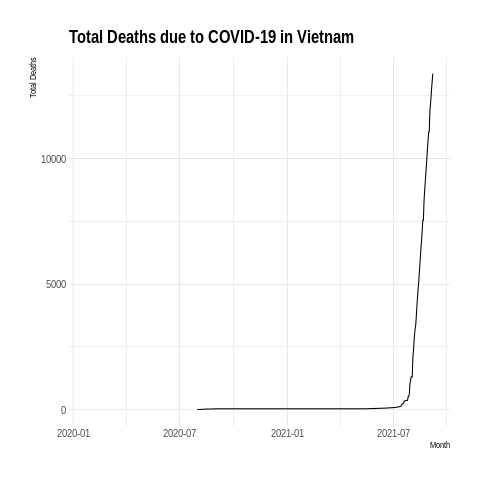 Total Deaths due to COVID-19 in Vietnam
Total Deaths
10000
5000
0
2020-01 2020-07 2021-01 2021-07
Month